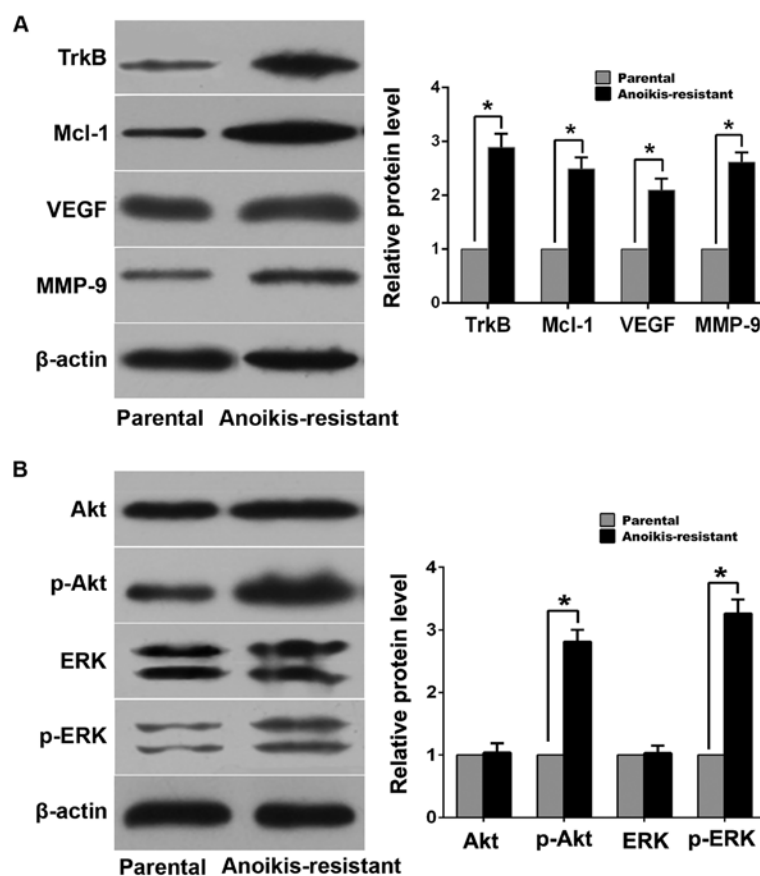 A
TrkB
Mcl-1
VEGF
MMP-9
β-actin
Parental Anoikis-resistant
Parental
Anoikis-resistant
Relative protein level
4
3
2
1
0
* * * *
TrkB Mcl-1 VEGF MMP-9
B
Akt
p-Akt
ERK
p-ERK
β-actin
Parental Anoikis-resistant
Parental
Anoikis-resistant
Relative protein level
4
3
2
1
0
* *
Akt p-Akt ERK p-ERK